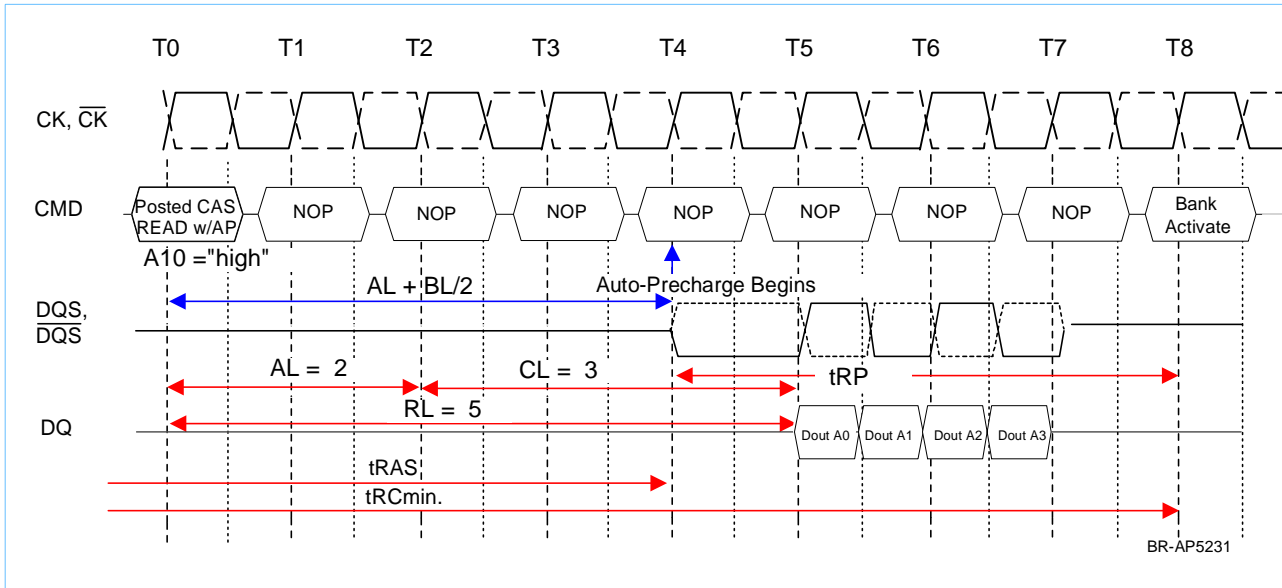 T0 T1 T2 T3 T4 T5 T6 T7 T8
CK, CK
CMD
Posted CAS
READ w/AP
NOP NOP NOP NOP NOP NOP NOP
Bank
Activate
A10 ="high"
AL + BL/2
Auto-Precharge Begins
DQS,
DQS
AL = 2
CL = 3
tRP
RL = 5
DQ
Dout A0 Dout A1 Dout A2 Dout A3
tRAS
tRCmin.
BR-AP5231